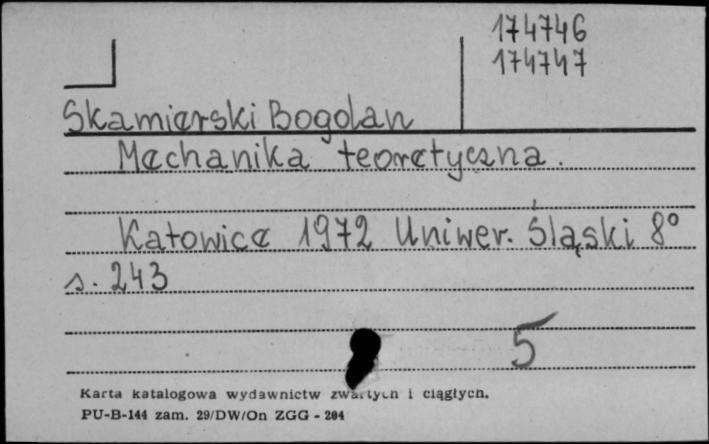 174746
174747
Skamierski Bogdan
Mechanika teoretyczna.
Katowice 1972 Uniwer. Śląski 8°
s. 243
5
Karta katalogowa wydawnictw zwartych i ciągłych.
PU-B-144 zam. 29/DW/On ZGG - 204